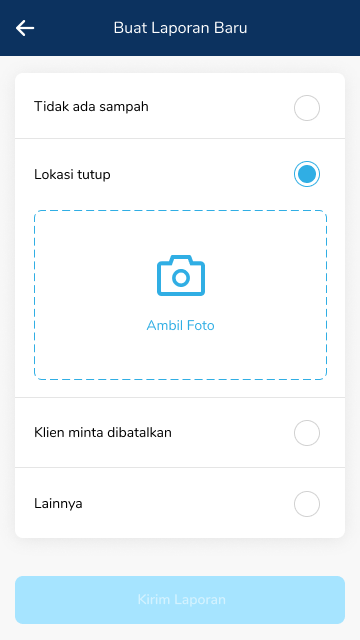 Buat Laporan Baru
Tidak ada sampah
Lokasi tutup
Ambil Foto
Klien minta dibatalkan
Lainnya
Kirim Laporan